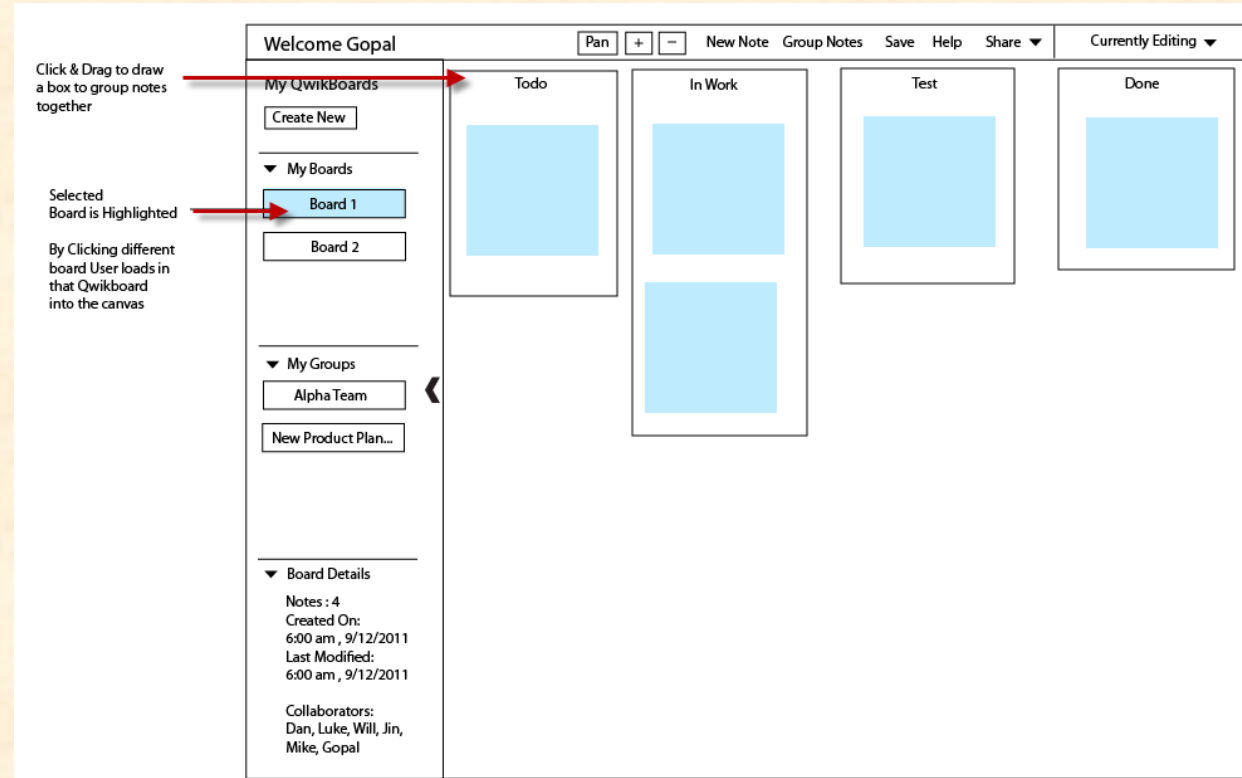 Welcome Gopal
Pan + − New Note Group Notes Save Help Share Currently Editing
Click & Drag to draw
a box to group notes
together
My QwikBoards
Create New
My Boards
Board 1
Board 2
Selected
Board is Highlighted
By Clicking different
board User loads in
that Qwikboard
into the canvas
My Groups
Alpha Team
New Product Plan...
Board Details
Notes : 4
Created On:
6:00 am , 9/12/2011
Last Modified:
6:00 am , 9/12/2011
Collaborators:
Dan, Luke, Will, Jin,
Mike, Gopal
Todo
In Work
Test
Done